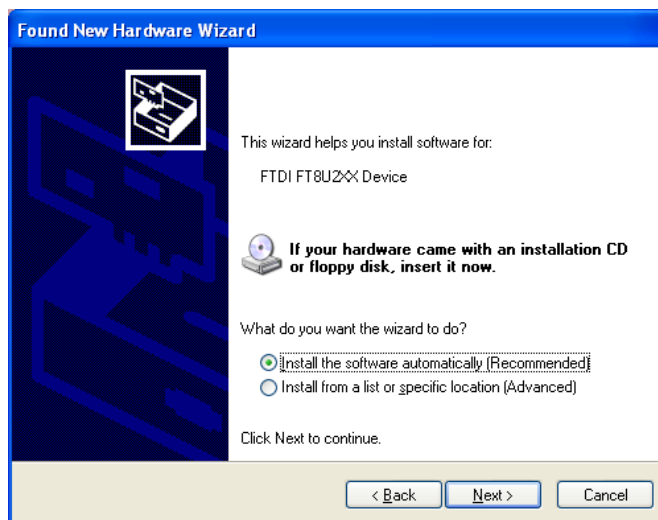 Found New Hardware Wizard
This wizard helps you install software for:
FTDI FT8U2XX Device
If your hardware came with an installation CD
or floppy disk, insert it now.
What do you want the wizard to do?
Install the software automatically (Recommended)
Install from a list or specific location (Advanced)
Click Next to continue.
< Back Next > Cancel